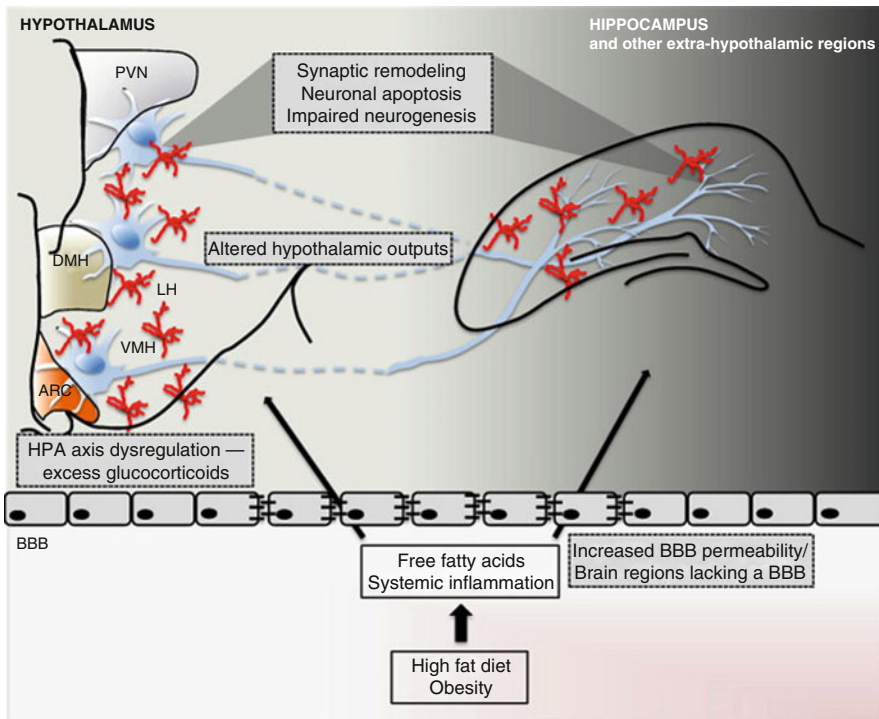 HYPOTHALAMUS
HIPPOCAMPUS
and other extra-hypothalamic regions
PVN
Synaptic remodeling
Neuronal apoptosis
Impaired neurogenesis
Altered hypothalamic outputs
DMH
LH
VMH
ARC
HPA axis dysregulation —
excess glucocorticoids
BBB
Free fatty acids
Systemic inflammation
Increased BBB permeability/
Brain regions lacking a BBB
High fat diet
Obesity